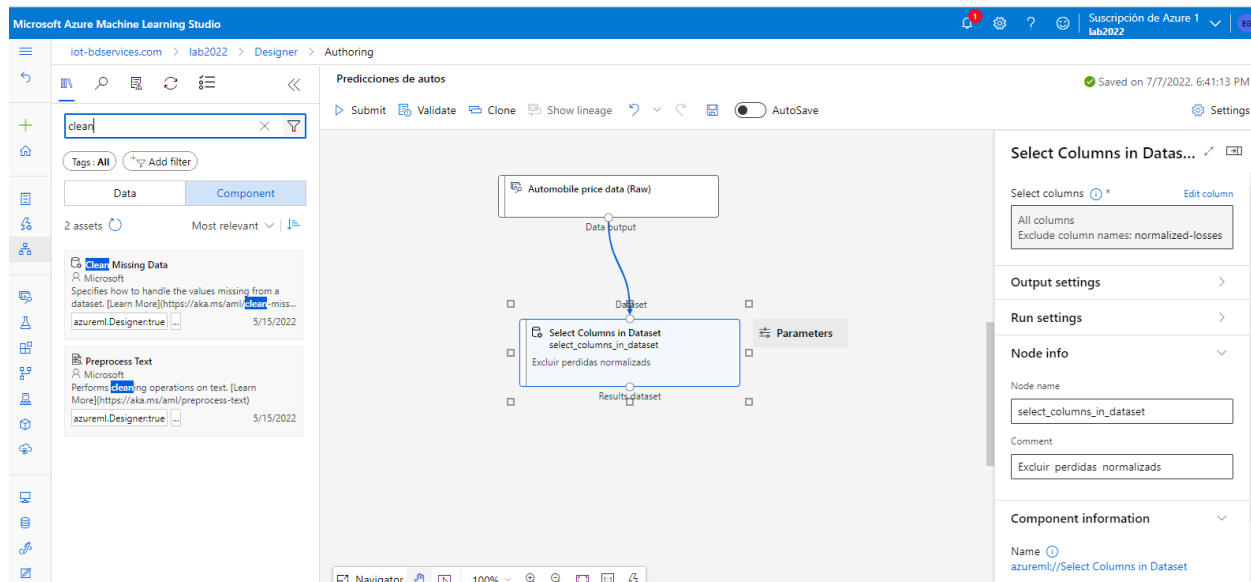 Microsoft Azure Machine Learning Studio
1
Suscripción de Azure 1
lab2022
EG
iot-bdservices.com > lab2022 > Designer > Authoring
clean
Tags : All
Add filter
Data
Component
2 assets
Most relevant
Clean Missing Data
Microsoft
Specifies how to handle the values missing from a
dataset. [Learn More](https://aka.ms/aml/clean-miss...
azureml.Designer:true
...
5/15/2022
Preprocess Text
Microsoft
Performs cleaning operations on text. [Learn
More](https://aka.ms/aml/preprocess-text)
azureml.Designer:true
...
5/15/2022
Predicciones de autos
Saved on 7/7/2022, 6:41:13 PM
Submit
Validate
Clone
Show lineage
AutoSave
Settings
Automobile price data (Raw)
Data output
Dataset
Select Columns in Dataset
select_columns_in_dataset
Excluir perdidas normalizads
Results dataset
Parameters
Navigator
100%
1:1
Select Columns in Datas...
Select columns
*
Edit column
All columns
Exclude column names: normalized-losses
Output settings
Run settings
Node info
Node name
select_columns_in_dataset
Comment
Excluir perdidas normalizads
Component information
Name
azureml://Select Columns in Dataset